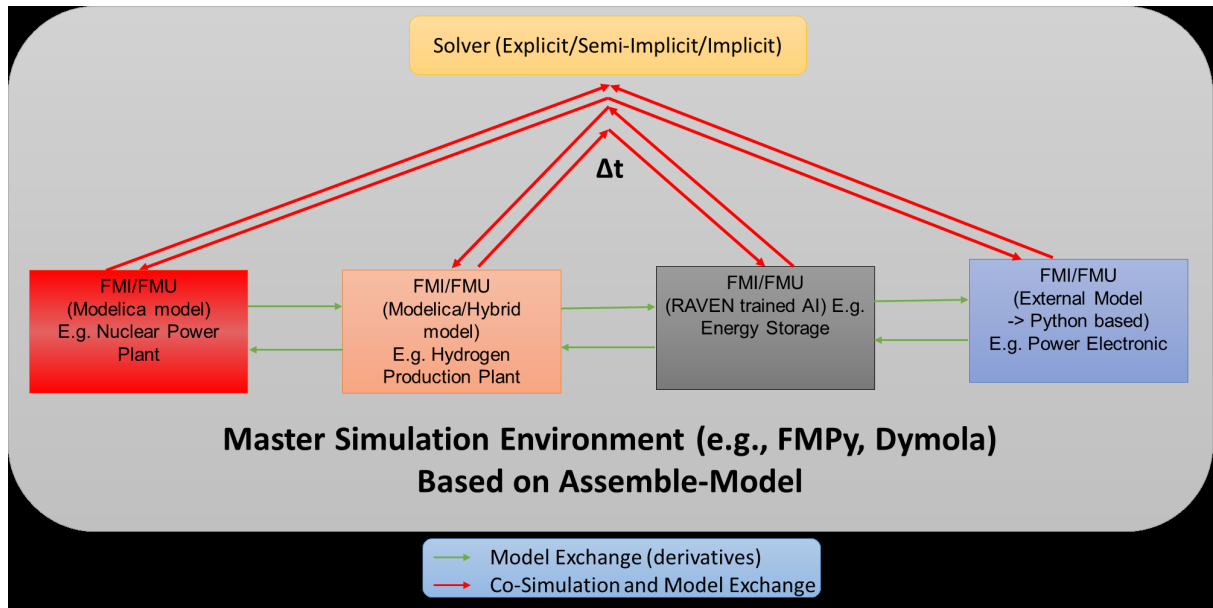 Solver (Explicit/Semi-Implicit/Implicit)
Δt
FMI/FMU
(Modelica model)
E.g. Nuclear Power
Plant
FMI/FMU
(Modelica/Hybrid
model)
E.g. Hydrogen
Production Plant
FMI/FMU
(RAVEN trained AI) E.g.
Energy Storage
FMI/FMU
(External Model
-> Python based)
E.g. Power Electronic
Master Simulation Environment (e.g., FMPy, Dymola)
Based on Assemble-Model
Model Exchange (derivatives)
Co-Simulation and Model Exchange